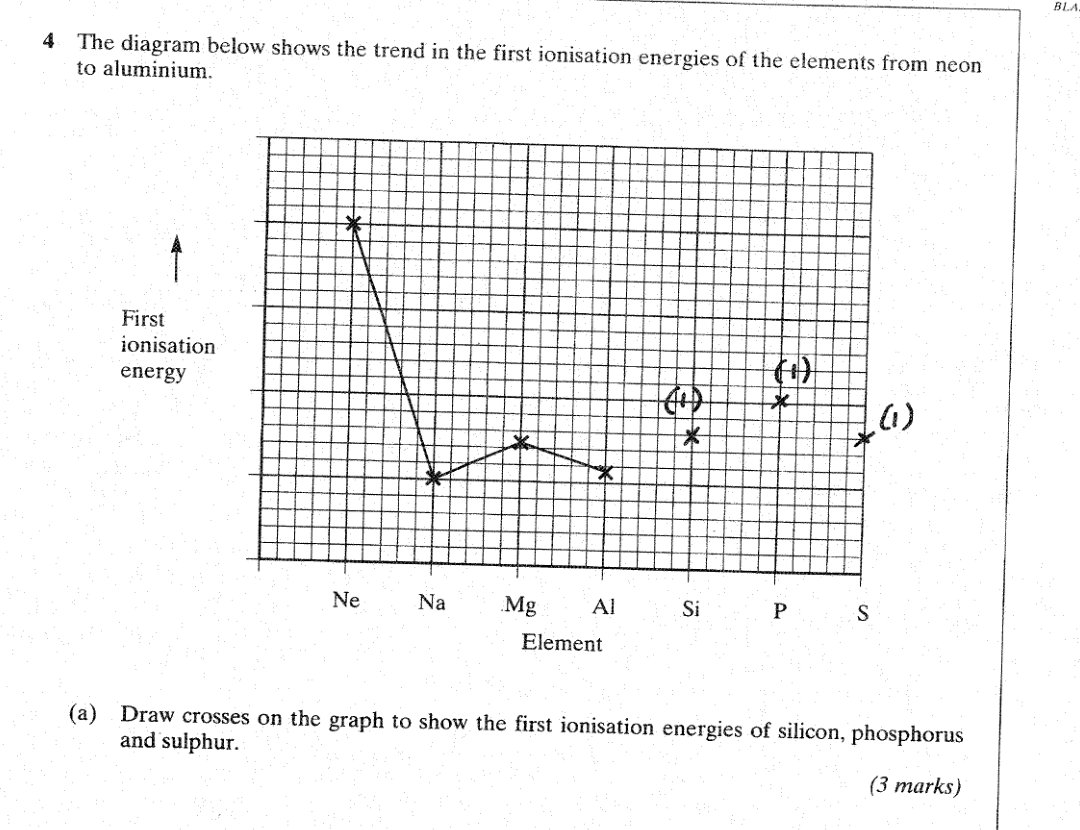 BLA
4 The diagram below shows the trend in the first ionisation energies of the elements from neon
to aluminium.
First
ionisation
energy
(1)
(1)
(1)
Ne Na Mg Al Si P S
Element
(a) Draw crosses on the graph to show the first ionisation energies of silicon, phosphorus
and sulphur.
(3 marks)